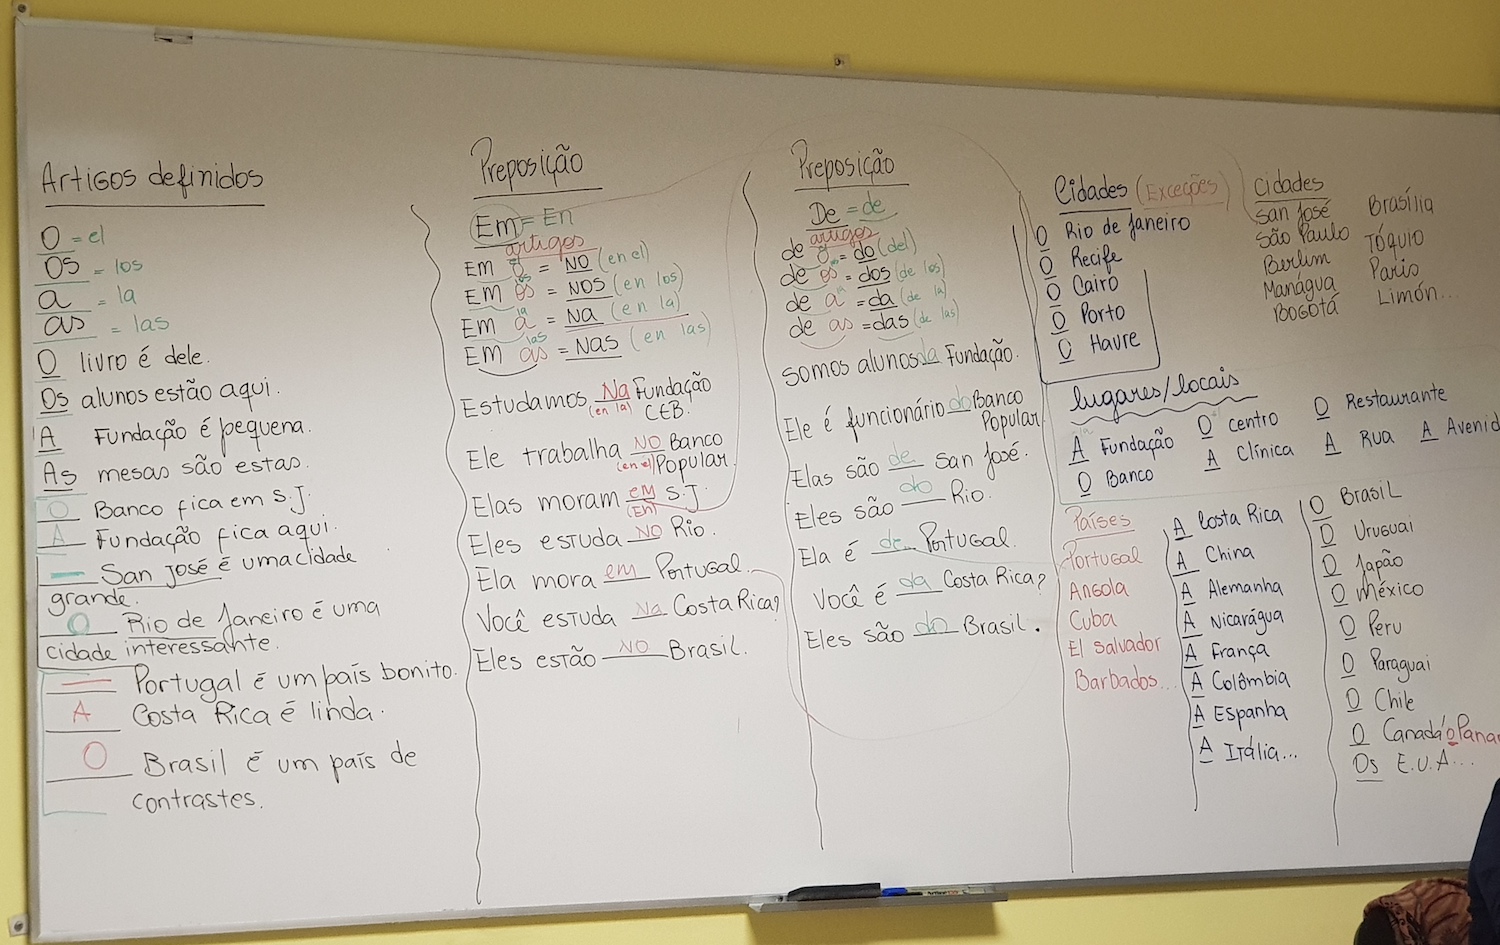 Artigos definidos
O = el
Os = los
a = la
as = las
O livro é dele.
Os alunos estão aqui.
A Fundação é pequena.
As mesas são estas.
O Banco fica em S.J.
A Fundação fica aqui.
— San José é uma cidade
grande.
O Rio de Janeiro é uma
cidade interessante.
— Portugal é um país bonito.
A Costa Rica é linda.
O Brasil é um país de
contrastes.
Preposição
Em = En
artigos
Em o = no (en el)
Em os = nos (en los)
Em a = na (en la)
Em as = nas (en las)
Estudamos Na Fundação
(en la) CEB.
Ele trabalha no Banco
(en el) Popular.
Elas moram em S.J.
(En)
Eles estuda no Rio.
Ela mora em Portugal.
Você estuda na Costa Rica?
Eles estão no Brasil.
Preposição
De = de
artigos
de o = do (del)
de os = dos (de los)
de a = da (de la)
de as = das (de las)
Somos alunos da Fundação.
Ele é funcionário do Banco
Popular
Elas são de San José.
Eles são do Rio.
Ela é de Portugal.
Você é da Costa Rica?
Eles são do Brasil.
Cidades (Exceções)
O Rio de Janeiro
O Recife
O Cairo
O Porto
O Havre
Cidades
San José
São Paulo
Berlim
Manágua
Bogotá
Brasília
Tóquio
Paris
Limón...
lugares/locais
A Fundação O centro O Restaurante
O Banco A Clínica A Rua A Avenid
Países
Portugal
Angola
Cuba
El Salvador
Barbados...
A Costa Rica
A China
A Alemanha
A Nicarágua
A França
A Colômbia
A Espanha
A Itália...
O Brasil
O Uruguai
O Japão
O México
O Peru
O Paraguai
O Chile
O Canadá o Panam
Os E.U.A...